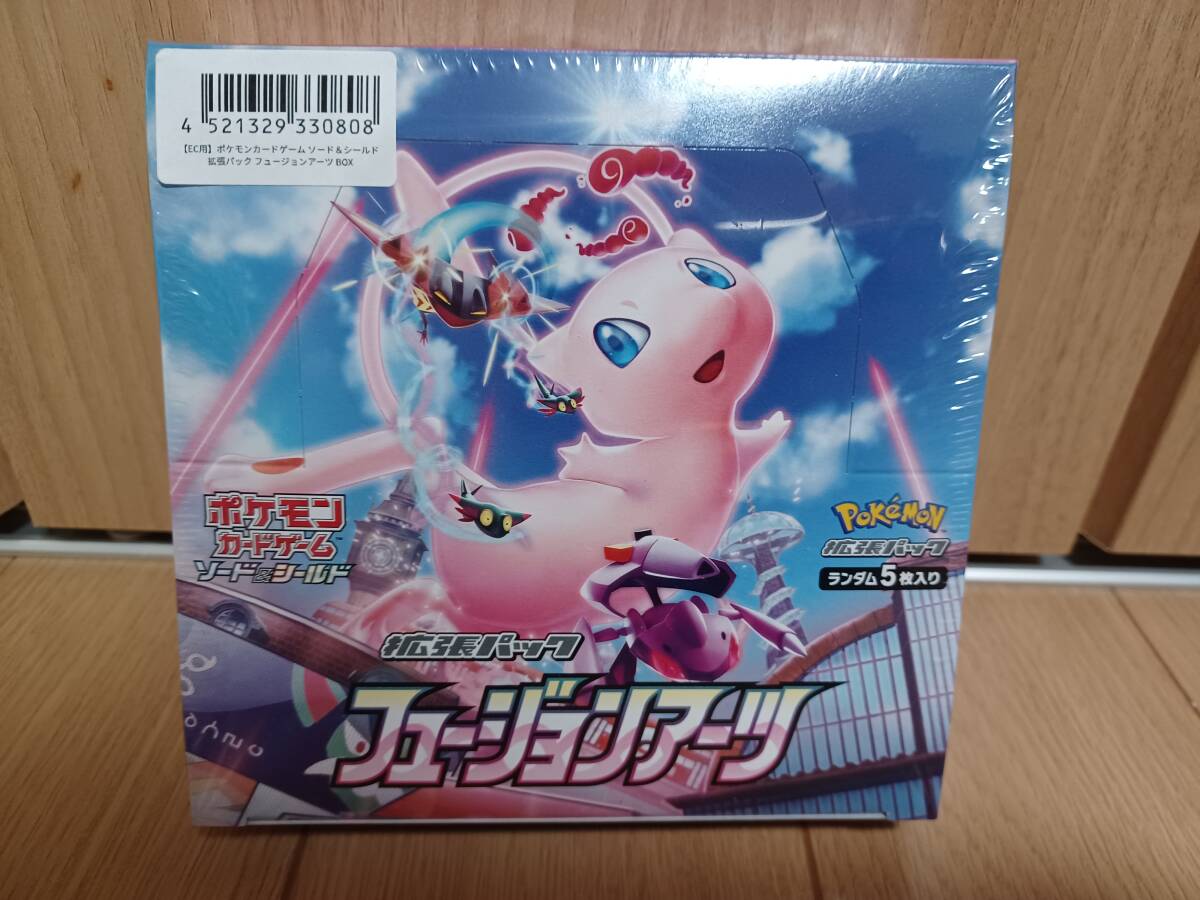 4 521329 330808
【EC用】ポケモンカードゲーム ソード＆シールド
拡張パック フュージョンアーツ BOX
ポケモン
カードゲーム
ソード&シールド
Pokémon
拡張パック
ランダム5枚入り
拡張パック
フュージョンアーツ